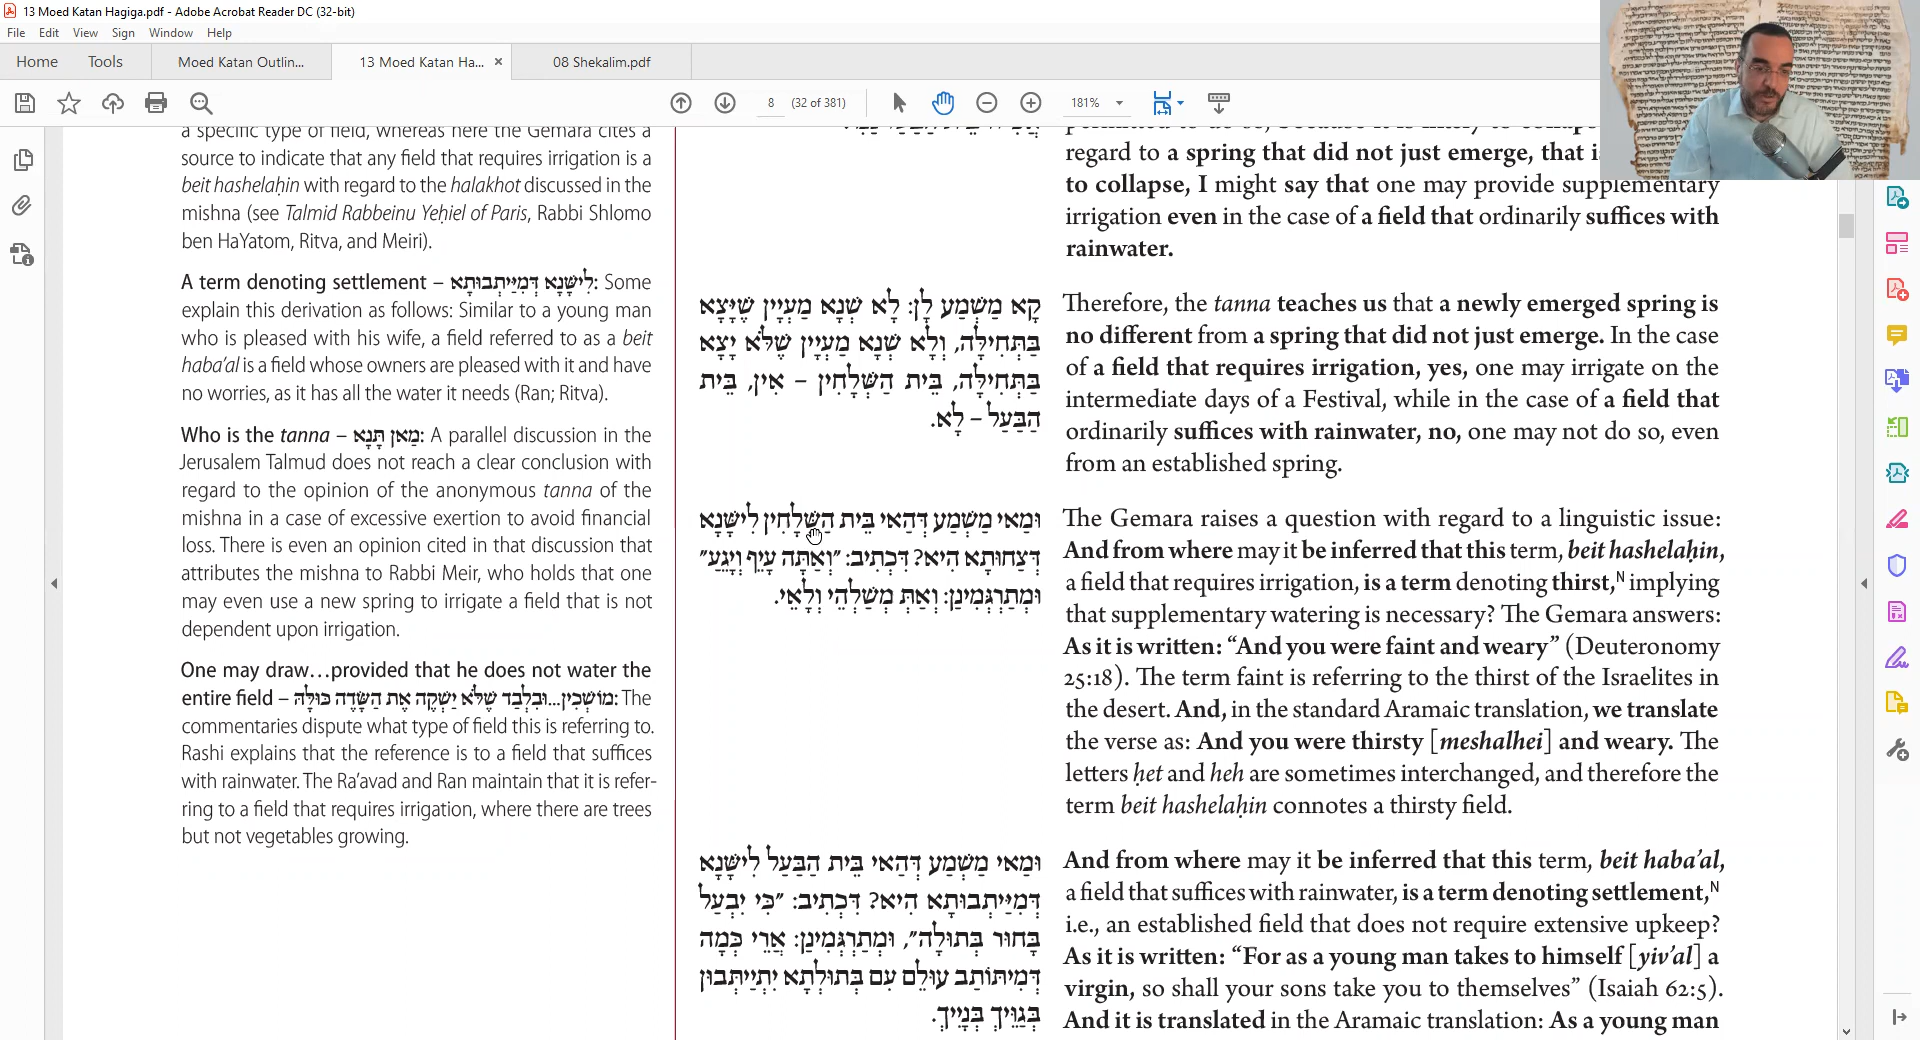 13 Moed Katan Hagiga.pdf - Adobe Acrobat Reader DC (32-bit)
File Edit View Sign Window Help
Home Tools Moed Katan Outlin... 13 Moed Katan Ha... × 08 Shekalim.pdf
8 (32 of 381) 181%
a specific type of field, whereas here the Gemara cites a
source to indicate that any field that requires irrigation is a
beit hashelaḥin with regard to the halakhot discussed in the
mishna (see Talmid Rabbeinu Yeḥiel of Paris, Rabbi Shlomo
ben HaYatom, Ritva, and Meiri).
A term denoting settlement – לִישָּׁנָא דְּמִיַּיתְבוּתָא: Some
explain this derivation as follows: Similar to a young man
who is pleased with his wife, a field referred to as a beit
haba'al is a field whose owners are pleased with it and have
no worries, as it has all the water it needs (Ran; Ritva).
Who is the tanna – מַאן תָּנָא: A parallel discussion in the
Jerusalem Talmud does not reach a clear conclusion with
regard to the opinion of the anonymous tanna of the
mishna in a case of excessive exertion to avoid financial
loss. There is even an opinion cited in that discussion that
attributes the mishna to Rabbi Meir, who holds that one
may even use a new spring to irrigate a field that is not
dependent upon irrigation.
One may draw…provided that he does not water the
entire field – מוֹשְׁכִין...וּבִלְבַד שֶׁלֹּא יַשְׁקֶה אֶת הַשָּׂדֶה כּוּלָּהּ: The
commentaries dispute what type of field this is referring to.
Rashi explains that the reference is to a field that suffices
with rainwater. The Ra'avad and Ran maintain that it is refer-
ring to a field that requires irrigation, where there are trees
but not vegetables growing.
קָא מַשְׁמַע לָן: לָא שְׁנָא מַעְיָין שֶׁיָּצָא
בַּתְּחִילָּה, וְלָא שְׁנָא מַעְיָין שֶׁלֹּא יָצָא
בַּתְּחִילָּה, בֵּית הַשְּׁלָחִין – אִין, בֵּית
הַבַּעַל – לָא.
וּמַאי מַשְׁמַע דְּהַאי בֵּית הַשְּׁלָחִין לִישָּׁנָא
דְּצָחוּתָא הִיא? דִּכְתִיב: ״וְאַתָּה עָיֵף וְיָגֵעַ״
וּמְתַרְגְּמִינַן: וְאַתְּ מְשַׁלְהֵי וְלָאֵי.
וּמַאי מַשְׁמַע דְּהַאי בֵּית הַבַּעַל לִישָּׁנָא
דְּמִיַּיתְבוּתָא הִיא? דִּכְתִיב: ״כִּי יִבְעַל
בָּחוּר בְּתוּלָה״, וּמְתַרְגְּמִינַן: אֲרֵי כְּמָה
דְּמִיתּוֹתַב עוּלֵם עִם בְּתוּלְתָּא יִתְיַיתְּבוּן
בְּגַוַּיִךְ בְּנָיֵיךְ.
regard to a spring that did not just emerge, that
to collapse, I might say that one may provide supplementary
irrigation even in the case of a field that ordinarily suffices with
rainwater.
Therefore, the tanna teaches us that a newly emerged spring is
no different from a spring that did not just emerge. In the case
of a field that requires irrigation, yes, one may irrigate on the
intermediate days of a Festival, while in the case of a field that
ordinarily suffices with rainwater, no, one may not do so, even
from an established spring.
The Gemara raises a question with regard to a linguistic issue:
And from where may it be inferred that this term, beit hashelaḥin,
a field that requires irrigation, is a term denoting thirst,ᴺ implying
that supplementary watering is necessary? The Gemara answers:
As it is written: “And you were faint and weary” (Deuteronomy
25:18). The term faint is referring to the thirst of the Israelites in
the desert. And, in the standard Aramaic translation, we translate
the verse as: And you were thirsty [meshalhei] and weary. The
letters ḥet and heh are sometimes interchanged, and therefore the
term beit hashelaḥin connotes a thirsty field.
And from where may it be inferred that this term, beit haba'al,
a field that suffices with rainwater, is a term denoting settlement,ᴺ
i.e., an established field that does not require extensive upkeep?
As it is written: “For as a young man takes to himself [yiv'al] a
virgin, so shall your sons take you to themselves” (Isaiah 62:5).
And it is translated in the Aramaic translation: As a young man